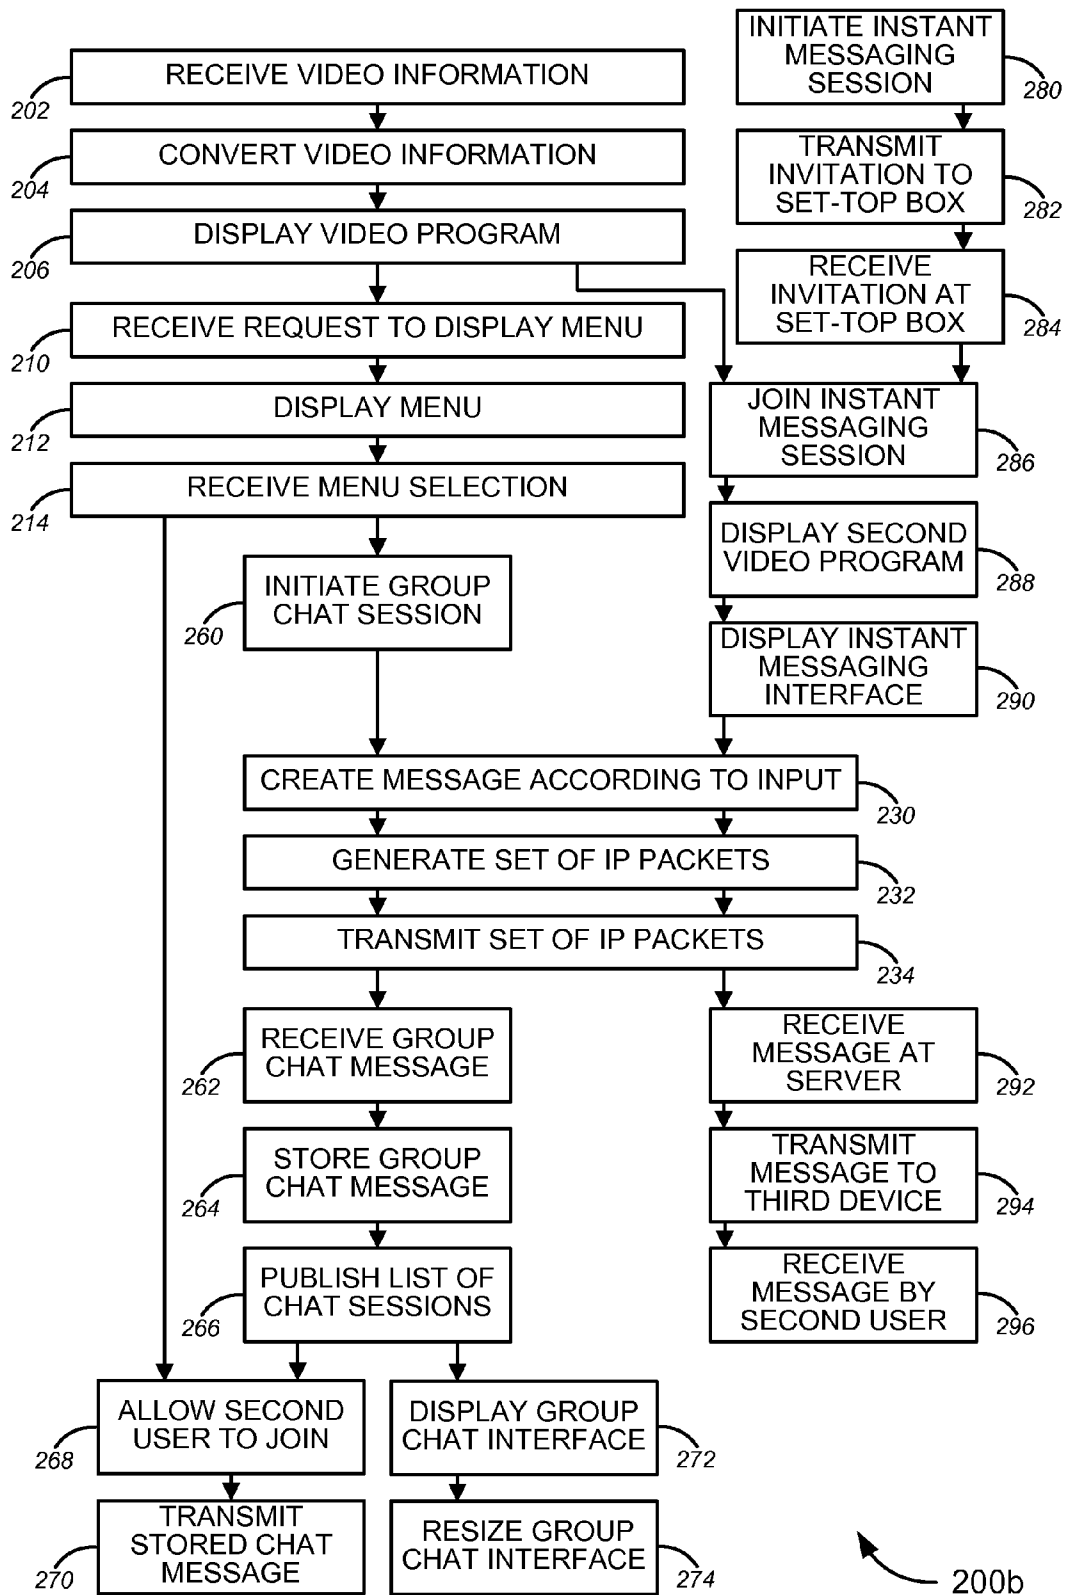 RECEIVE VIDEO INFORMATION
202
CONVERT VIDEO INFORMATION
204
DISPLAY VIDEO PROGRAM
206
RECEIVE REQUEST TO DISPLAY MENU
210
DISPLAY MENU
212
RECEIVE MENU SELECTION
214
INITIATE GROUP
CHAT SESSION
260
INITIATE INSTANT
MESSAGING
SESSION
280
TRANSMIT
INVITATION TO
SET-TOP BOX
282
RECEIVE
INVITATION AT
SET-TOP BOX
284
JOIN INSTANT
MESSAGING
SESSION
286
DISPLAY SECOND
VIDEO PROGRAM
288
DISPLAY INSTANT
MESSAGING
INTERFACE
290
CREATE MESSAGE ACCORDING TO INPUT
230
GENERATE SET OF IP PACKETS
232
TRANSMIT SET OF IP PACKETS
234
RECEIVE GROUP
CHAT MESSAGE
262
STORE GROUP
CHAT MESSAGE
264
PUBLISH LIST OF
CHAT SESSIONS
266
RECEIVE
MESSAGE AT
SERVER
292
TRANSMIT
MESSAGE TO
THIRD DEVICE
294
RECEIVE
MESSAGE BY
SECOND USER
296
ALLOW SECOND
USER TO JOIN
268
DISPLAY GROUP
CHAT INTERFACE
272
TRANSMIT
STORED CHAT
MESSAGE
270
RESIZE GROUP
CHAT INTERFACE
274
200b